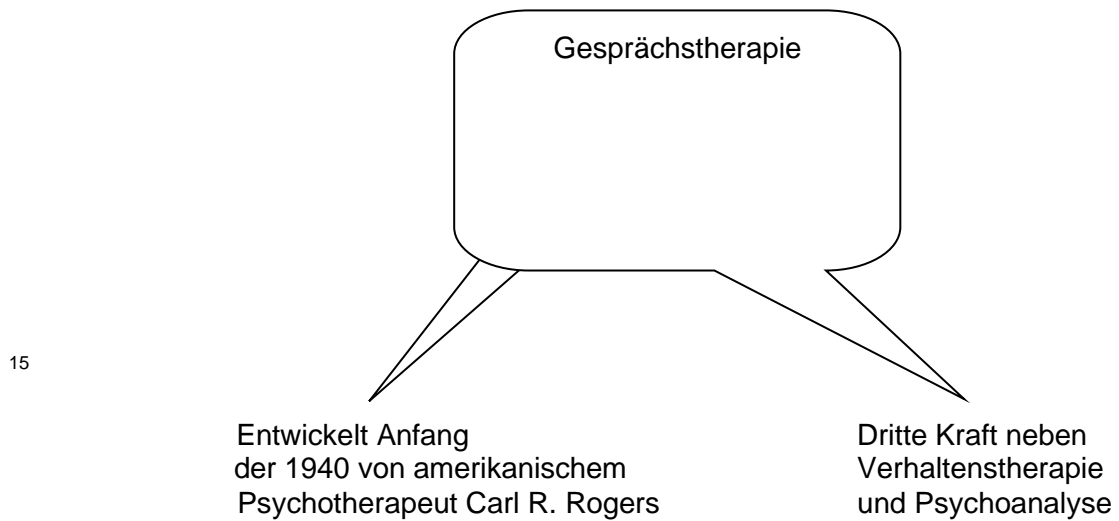 Gesprächstherapie
15
Entwickelt Anfang
der 1940 von amerikanischem
Psychotherapeut Carl R. Rogers
Dritte Kraft neben
Verhaltenstherapie
und Psychoanalyse